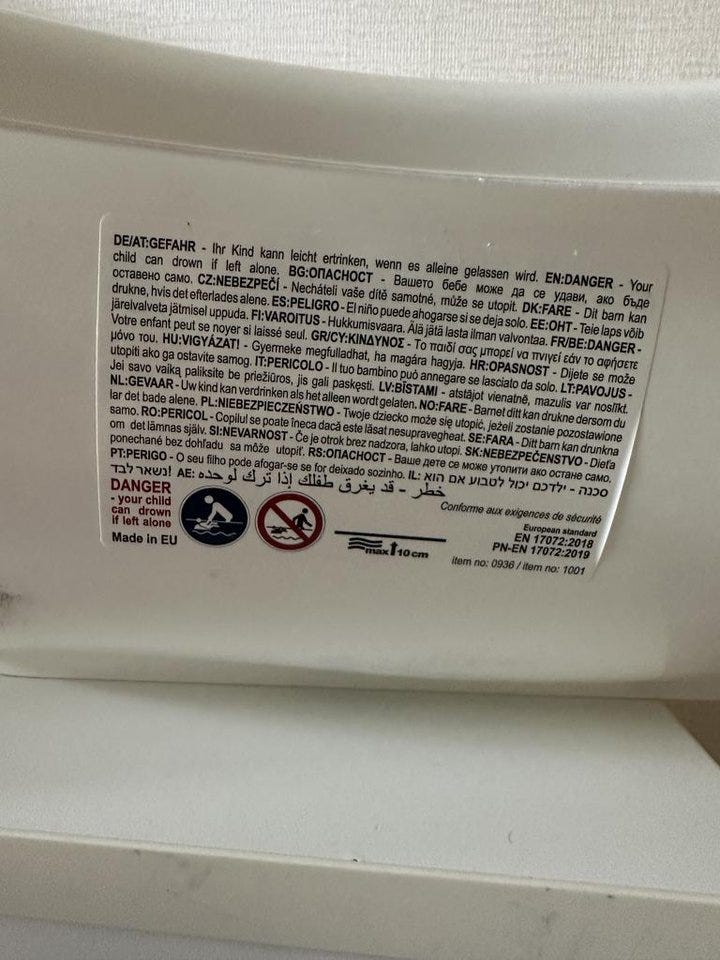 DE/AT:GEFAHR - Ihr Kind kann leicht ertrinken, wenn es alleine gelassen wird. EN:DANGER - Your
child can drown if left alone. BG:ОПАСНОСТ - Вашето бебе може да се удави, ако бъде
оставено само. CZ:NEBEZPEČÍ - Necháteli vaše dítě samotné, může se utopit. DK:FARE - Dit bam kan
drukne, hvis det efterlades alene. ES:PELIGRO - El niño puede ahogarse si se deja solo. EE:OHT - Teie laps võib
järelvalveta jätmisel uppuda. FI:VAROITUS - Hukkumisvaara. Älä jätä lasta ilman valvontaa. FR/BE:DANGER -
Votre enfant peut se noyer si laissé seul. GR/CY:ΚΙΝΔΥΝΟΣ - Το παιδί σας μπορεί να πνιγεί εάν το αφήσετε
μόνο του. HU:VIGYÁZAT! - Gyermeke megfulladhat, ha magára hagyja. HR:OPASNOST - Dijete se može
utopiti ako ga ostavite samog. IT:PERICOLO - Il tuo bambino può annegare se lasciato da solo. LT:PAVOJUS -
Jei savo vaiką paliksite be priežiūros, jis gali paskęsti. LV:BĪSTAMI - atstājot vienatnē, mazulis var noslīkt.
NL:GEVAAR - Uw kind kan verdrinken als het alleen wordt gelaten. NO:FARE - Barnet ditt kan drukne dersom du
lar det bade alene. PL:NIEBEZPIECZEŃSTWO - Twoje dziecko może się utopić, jeżeli zostanie pozostawione
samo. RO:PERICOL - Copilul se poate îneca dacă este lăsat nesupravegheat. SE:FARA - Ditt bam kan drunkna
om det lämnas själv. SI:NEVARNOST - Če je otrok brez nadzora, lahko utopi. SK:NEBEZPEČENSTVO - Dieťa
ponechané bez dohľadu sa môže utopiť. RS:ОПАСНОСТ - Ваше дете се може утопити ако остане само.
PT:PERIGO - O seu filho pode afogar-se se for deixado sozinho. IL: סכנה - ילדכם יכול לטבוע אם הוא
נשאר לבד! AE: خطر - قد يغرق طفلك إذا ترك لوحده
DANGER
- your child
can drown
if left alone
Made in EU
max 10 cm
Conforme aux exigences de sécurité
European standard
EN 17072:2018
PN-EN 17072:2019
item no: 0936 / item no: 1001